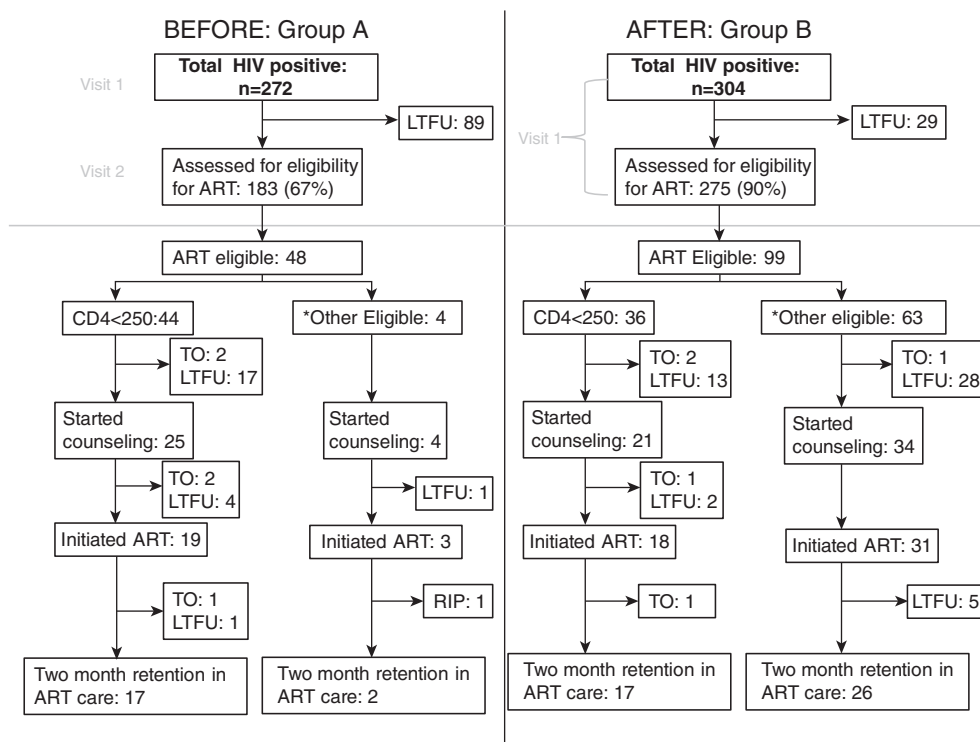 BEFORE: Group A
Visit 1
Total HIV positive:
n=272
LTFU: 89
Visit 2
Assessed for eligibility
for ART: 183 (67%)
ART eligible: 48
CD4<250:44
*Other Eligible: 4
TO: 2
LTFU: 17
Started
counseling: 25
Started
counseling: 4
TO: 2
LTFU: 4
LTFU: 1
Initiated ART: 19
Initiated ART: 3
TO: 1
LTFU: 1
RIP: 1
Two month retention in
ART care: 17
Two month retention in
ART care: 2
AFTER: Group B
Total HIV positive:
n=304
Visit 1
LTFU: 29
Assessed for eligibility
for ART: 275 (90%)
ART Eligible: 99
CD4<250: 36
*Other eligible: 63
TO: 2
LTFU: 13
TO: 1
LTFU: 28
Started
counseling: 21
Started
counseling: 34
TO: 1
LTFU: 2
Initiated ART: 18
Initiated ART: 31
TO: 1
LTFU: 5
Two month retention in
ART care: 17
Two month retention in
ART care: 26